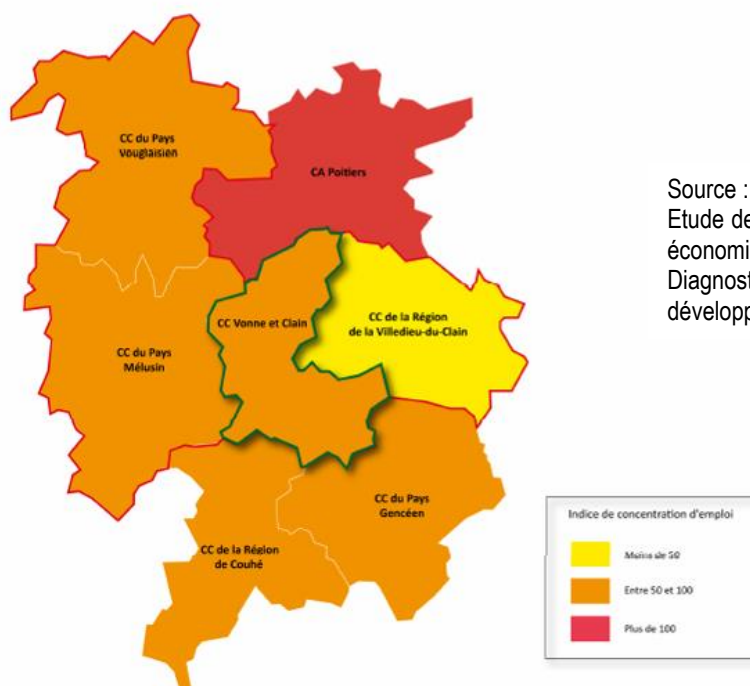 CC du Pays
Vouglaisien
CA Poitiers
Source :
Etude de
économi
Diagnost
développ
CC Vonne et Clain
CC de la Région
de la Villedieu-du-Clain
CC du Pays
Mélusin
CC du Pays
Gencéen
CC de la Région
de Couhé
Indice de concentration d'emploi
Moins de 50
Entre 50 et 100
Plus de 100